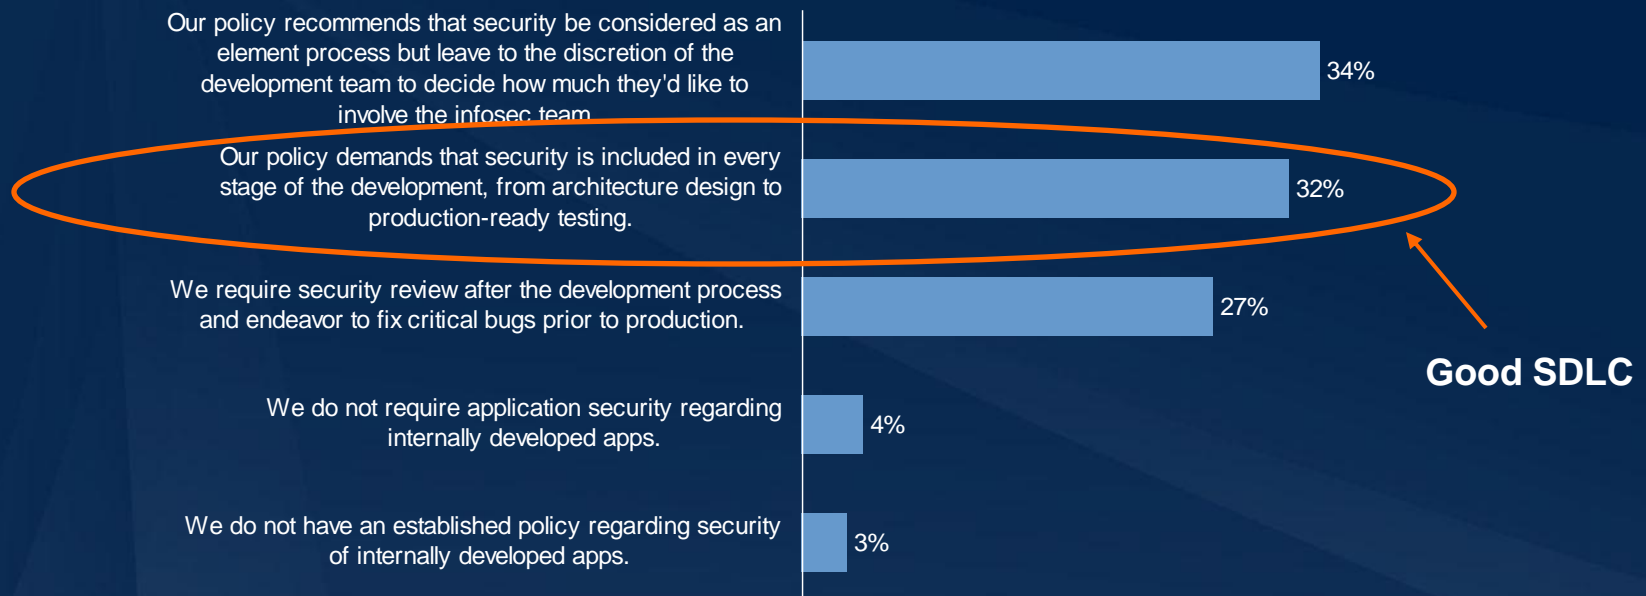 Our policy recommends that security be considered as an
element process but leave to the discretion of the
development team to decide how much they'd like to
involve the infosec team
34%
Our policy demands that security is included in every
stage of the development, from architecture design to
production-ready testing.
32%
We require security review after the development process
and endeavor to fix critical bugs prior to production.
27%
Good SDLC
We do not require application security regarding
internally developed apps.
4%
We do not have an established policy regarding security
of internally developed apps.
3%